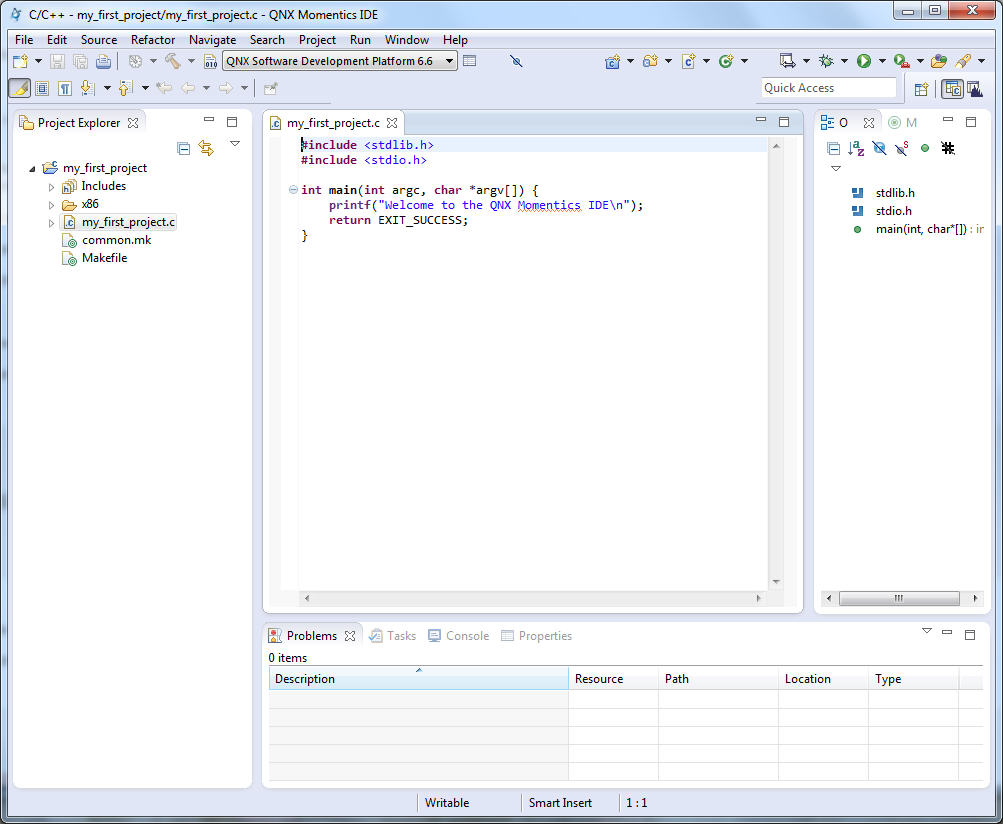 C/C++ - my_first_project/my_first_project.c - QNX Momentics IDE
File Edit Source Refactor Navigate Search Project Run Window Help
QNX Software Development Platform 6.6
Quick Access
Project Explorer
my_first_project
Includes
x86
my_first_project.c
common.mk
Makefile
my_first_project.c
#include <stdlib.h>
#include <stdio.h>
int main(int argc, char *argv[]) {
printf("Welcome to the QNX Momentics IDE\n");
return EXIT_SUCCESS;
}
O M
stdlib.h
stdio.h
main(int, char*[]) : in
Problems Tasks Console Properties
0 items
Description Resource Path Location Type
Writable Smart Insert 1 : 1